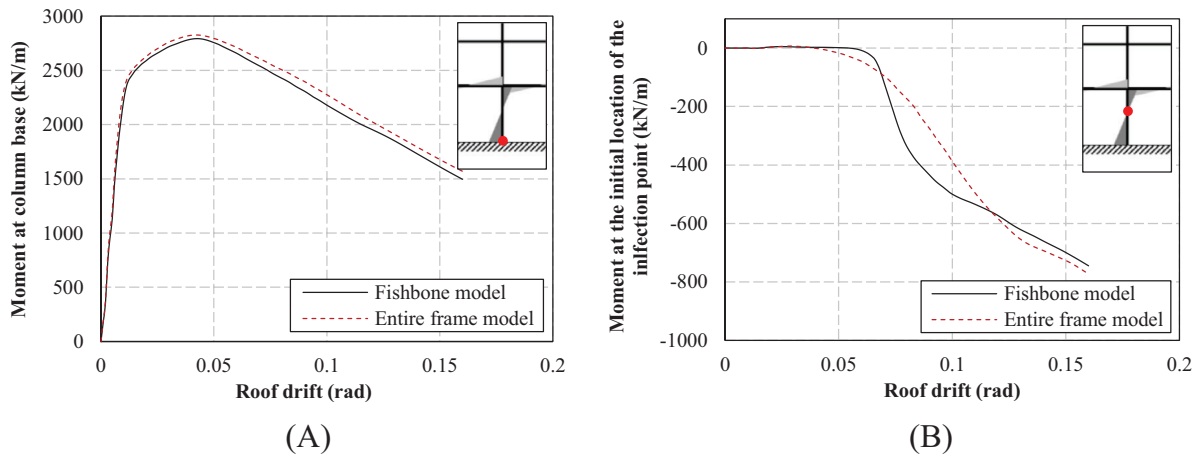 Moment at column base (kN/m)
3000
2500
2000
1500
1000
500
0
Fishbone model
Entire frame model
0
0.05
0.1
0.15
0.2
Roof drift (rad)
(A)
Moment at the initial location of the
inlfection point (kN/m)
0
-200
-400
-600
-800
-1000
Fishbone model
Entire frame model
0
0.05
0.1
0.15
0.2
Roof drift (rad)
(B)